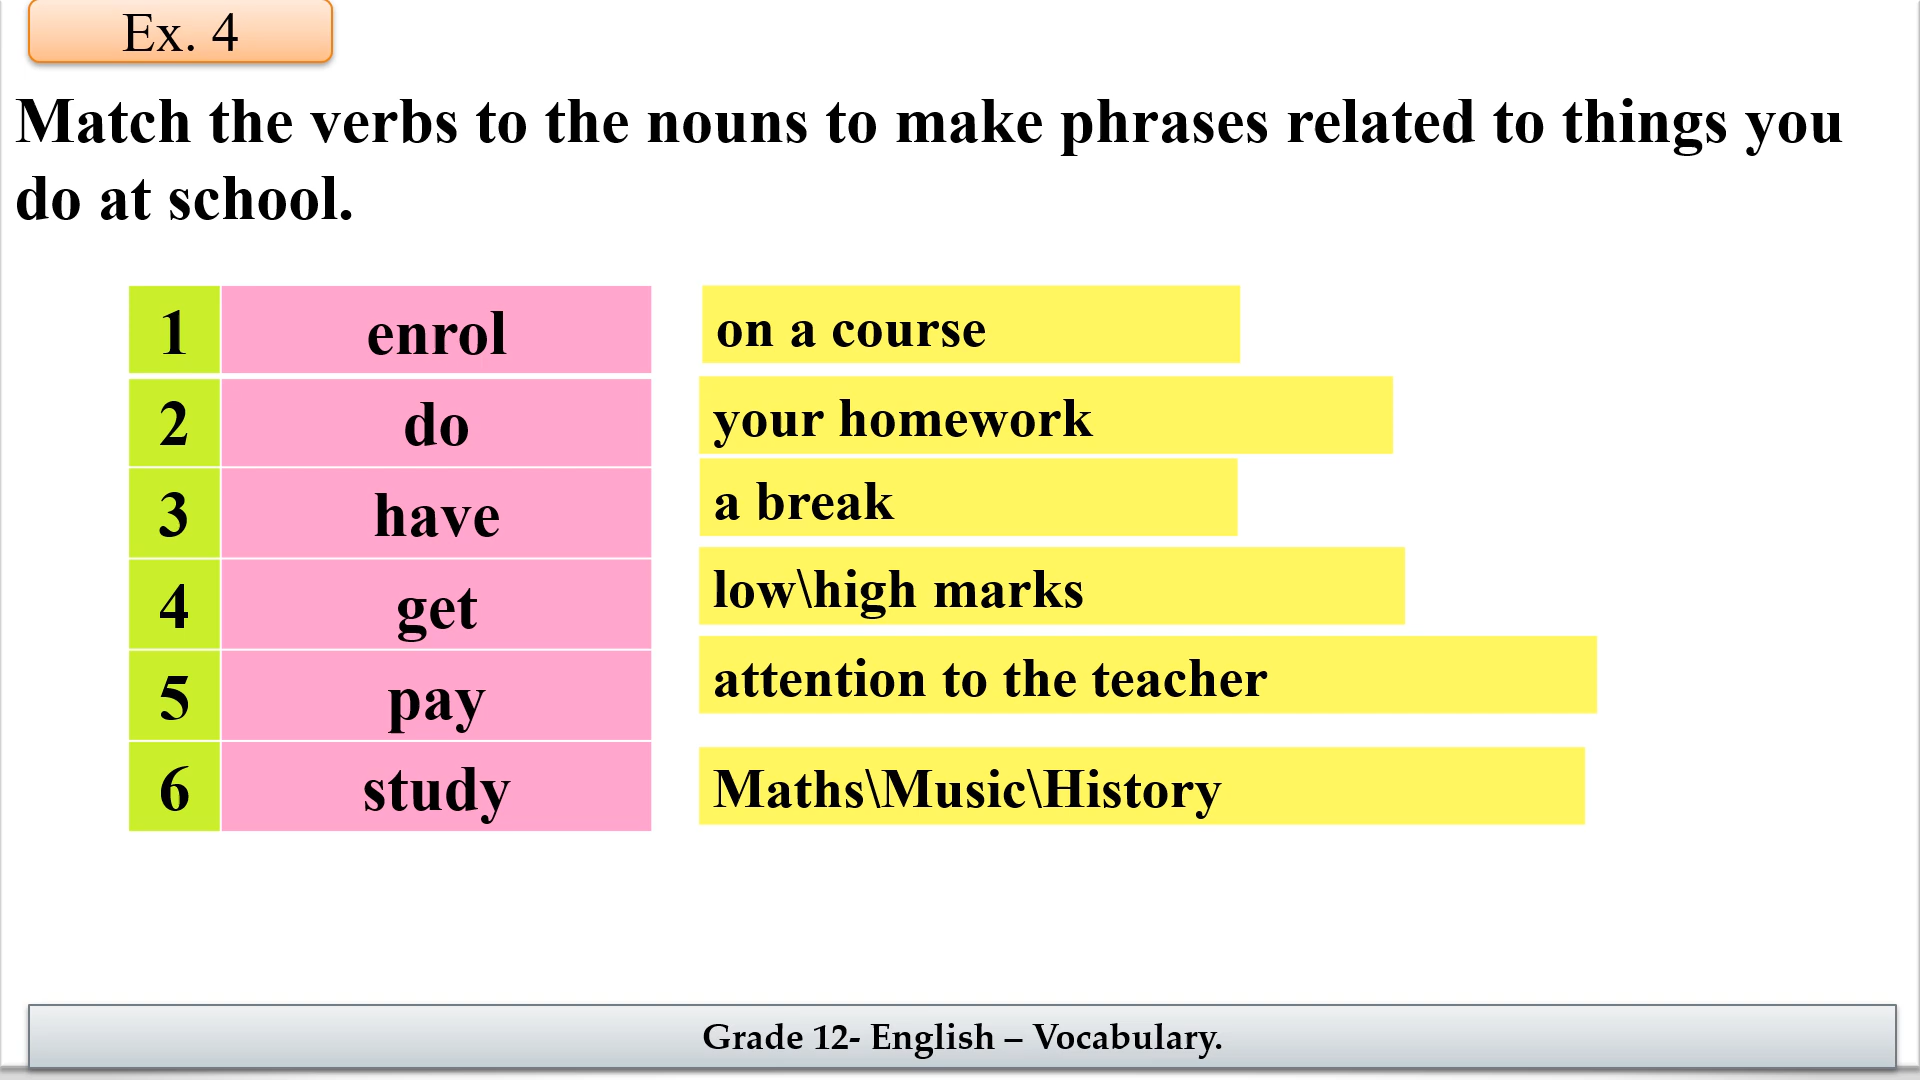 Ex. 4
Match the verbs to the nouns to make phrases related to things you
do at school.
1 enrol on a course
2 do your homework
3 have a break
4 get low\high marks
5 pay attention to the teacher
6 study Maths\Music\History
Grade 12- English – Vocabulary.